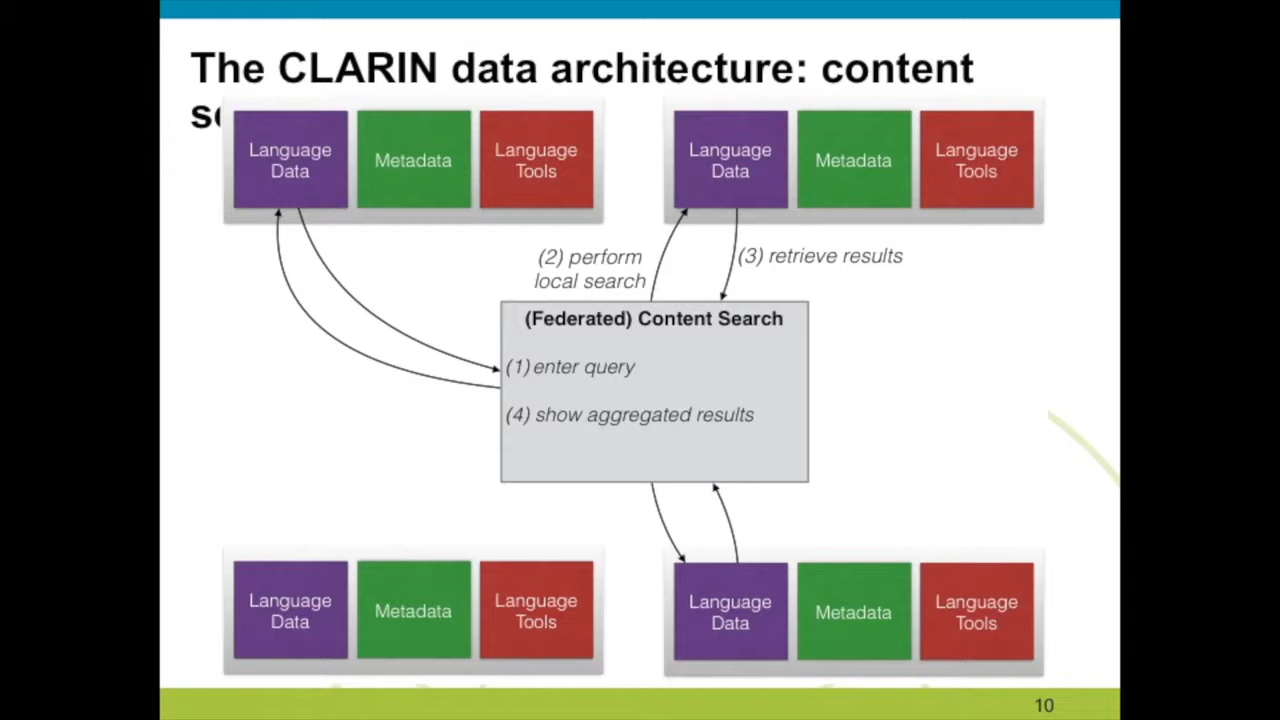 The CLARIN data architecture: content
Language
Data
Metadata
Language
Tools
Language
Data
Metadata
Language
Tools
(2) perform
local search
(3) retrieve results
(Federated) Content Search
(1) enter query
(4) show aggregated results
Language
Data
Metadata
Language
Tools
Language
Data
Metadata
Language
Tools
10